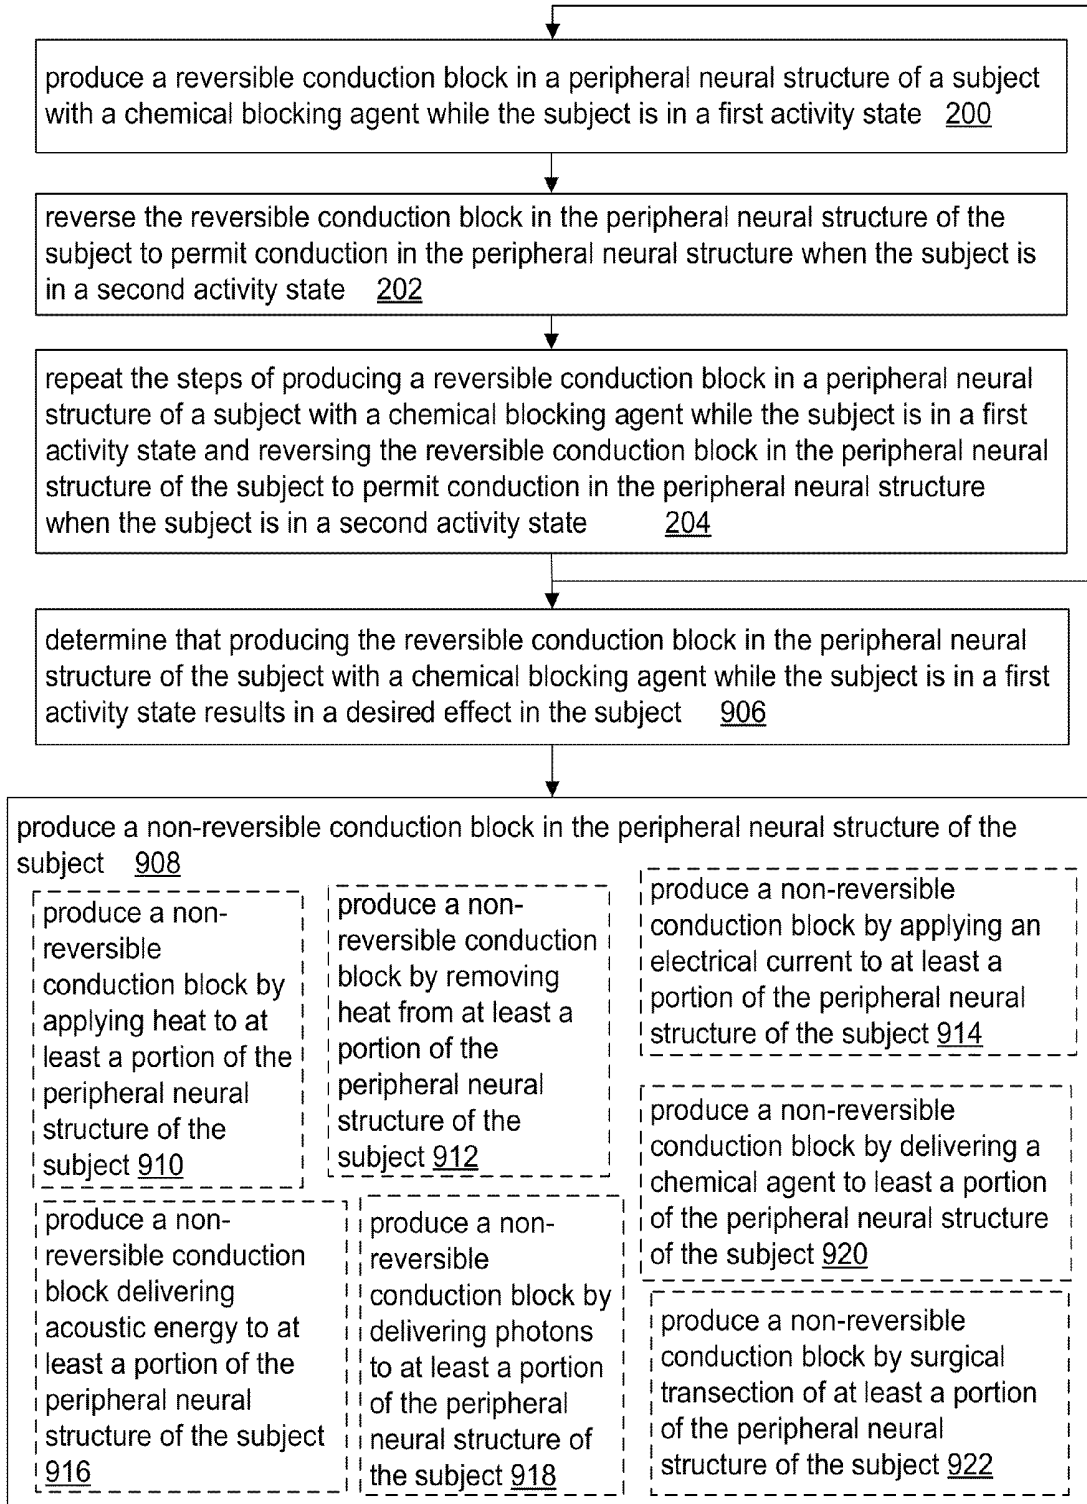 produce a reversible conduction block in a peripheral neural structure of a subject
with a chemical blocking agent while the subject is in a first activity state 200
reverse the reversible conduction block in the peripheral neural structure of the
subject to permit conduction in the peripheral neural structure when the subject is
in a second activity state 202
repeat the steps of producing a reversible conduction block in a peripheral neural
structure of a subject with a chemical blocking agent while the subject is in a first
activity state and reversing the reversible conduction block in the peripheral neural
structure of the subject to permit conduction in the peripheral neural structure
when the subject is in a second activity state 204
determine that producing the reversible conduction block in the peripheral neural
structure of the subject with a chemical blocking agent while the subject is in a first
activity state results in a desired effect in the subject 906
produce a non-reversible conduction block in the peripheral neural structure of the
subject 908
produce a non-
reversible
conduction block by
applying heat to at
least a portion of the
peripheral neural
structure of the
subject 910
produce a non-
reversible conduction
block by removing
heat from at least a
portion of the
peripheral neural
structure of the
subject 912
produce a non-reversible
conduction block by applying an
electrical current to at least a
portion of the peripheral neural
structure of the subject 914
produce a non-
reversible conduction
block delivering
acoustic energy to at
least a portion of the
peripheral neural
structure of the subject
916
produce a non-
reversible
conduction block by
delivering photons
to at least a portion
of the peripheral
neural structure of
the subject 918
produce a non-reversible
conduction block by delivering a
chemical agent to least a portion
of the peripheral neural structure
of the subject 920
produce a non-reversible
conduction block by surgical
transection of at least a portion
of the peripheral neural
structure of the subject 922